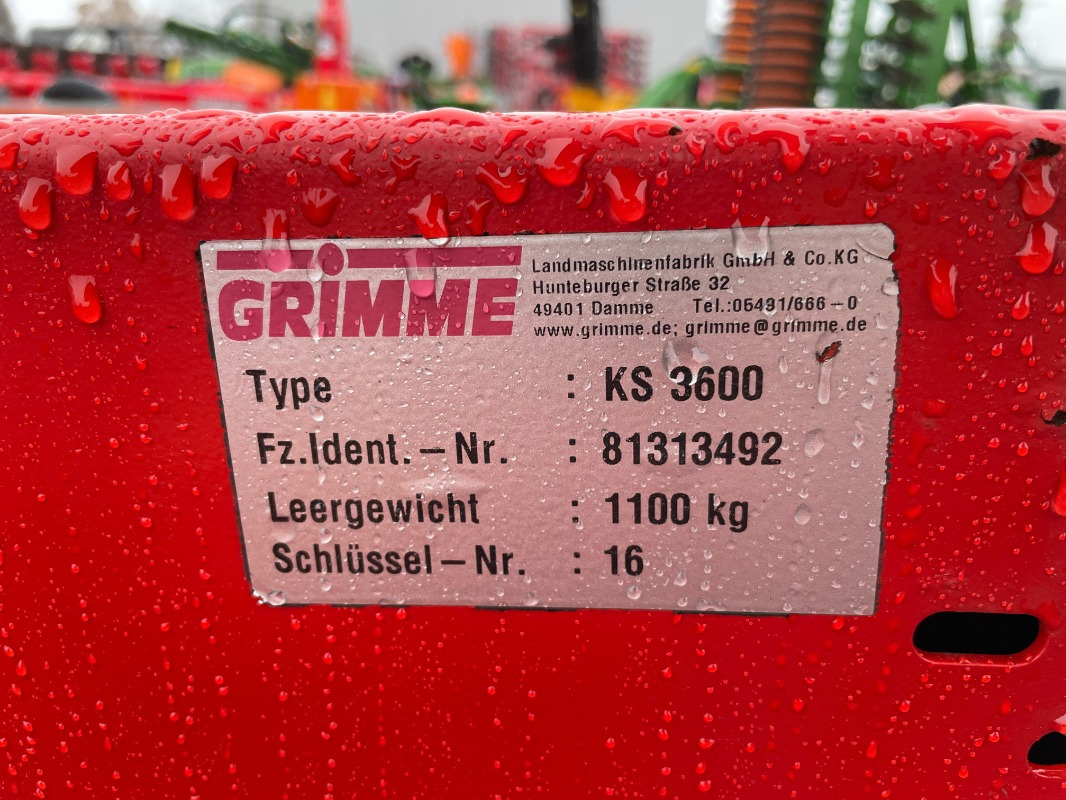 GRIMME
Landmaschinenfabrik GmbH & Co.KG
Hunteburger Straße 32
49401 Damme Tel.:05491/666-0
www.grimme.de; grimme@grimme.de
Type : KS 3600
Fz.Ident.-Nr. : 81313492
Leergewicht : 1100 kg
Schlüssel-Nr. : 16